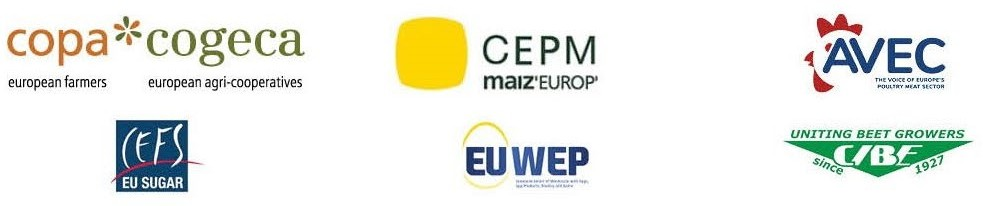 copa*cogeca
european farmers european agri-cooperatives
CEPM
maiz'EUROP'
AVEC
THE VOICE OF EUROPE'S
POULTRY MEAT SECTOR
CEFS
EU SUGAR
EUWEP
UNITING BEET GROWERS
CIBE
since 1927